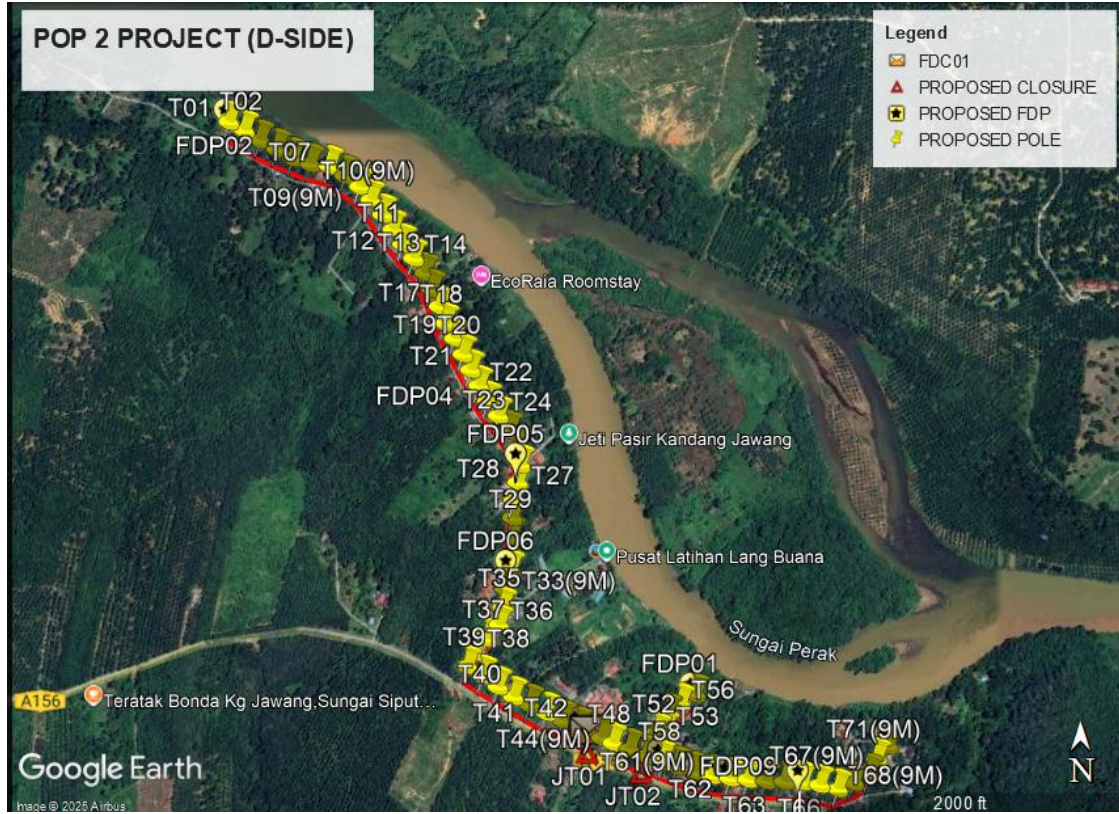 POP 2 PROJECT (D-SIDE)
Legend
FDC01
PROPOSED CLOSURE
PROPOSED FDP
PROPOSED POLE
T01
T02
FDP02
T07
T09(9M)
T10(9M)
T11
T12
T13
T14
EcoRaia Roomstay
T17
T18
T19
T20
T21
T22
FDP04
T23
T24
FDP05
Jeti Pasir Kandang Jawang
T28
T27
T29
FDP06
Pusat Latihan Lang Buana
T35
T33(9M)
T37
T36
T39
T38
Sungai Perak
FDP01
T40
T56
A156
Teratak Bonda Kg Jawang,Sungai Siput...
T41
T42
T52
T53
T48
T44(9M)
T58
T71(9M)
T61(9M)
FDP09
T67(9M)
T68(9M)
JT01
JT02
T62
T63
T66
Google Earth
Image © 2025 Airbus
N
2000 ft